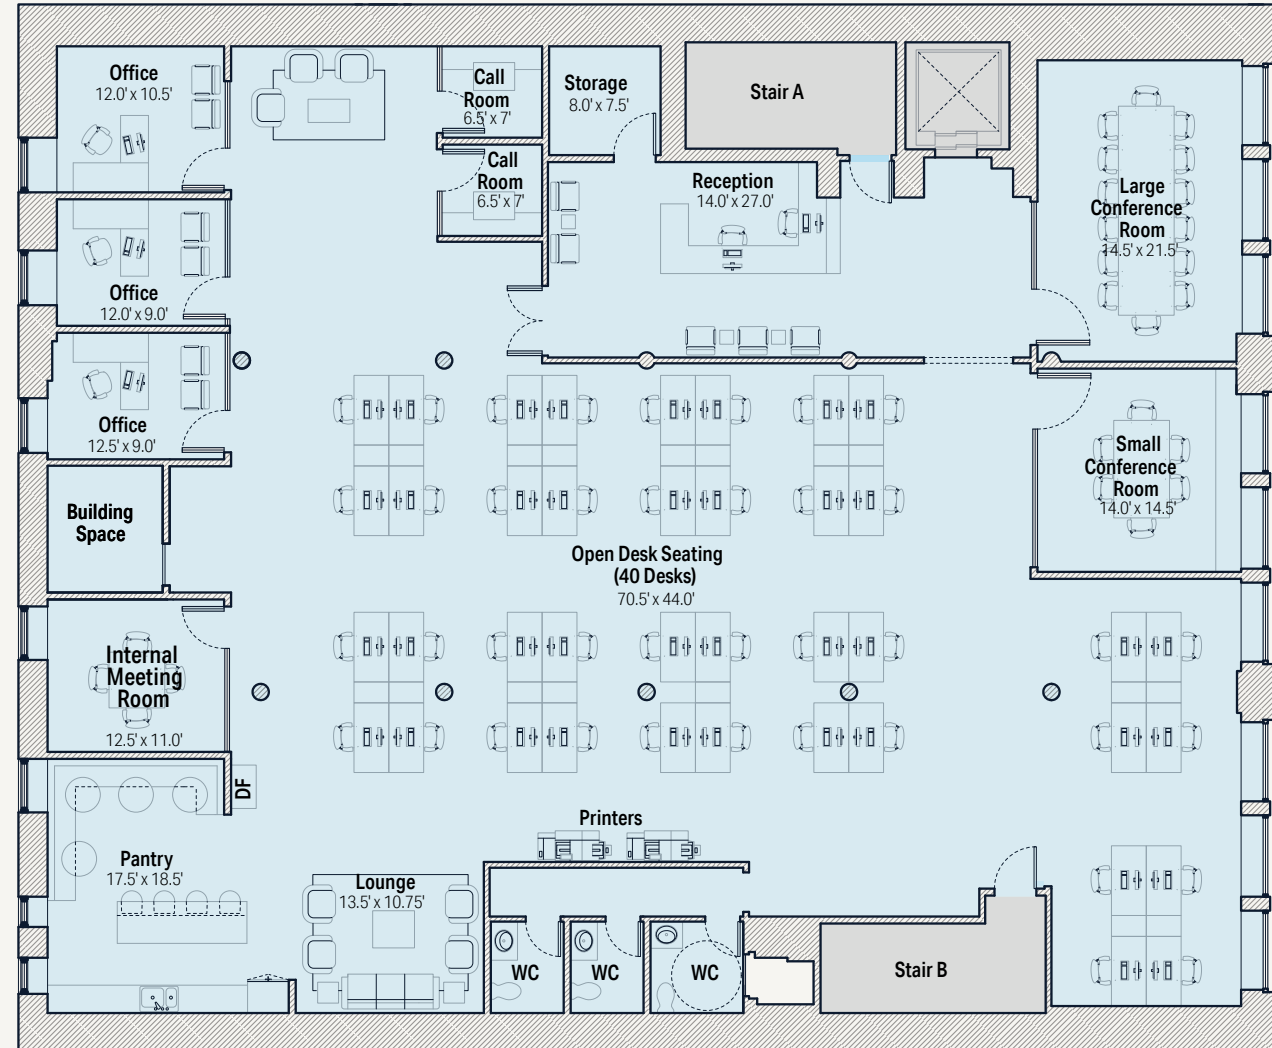 Office
12.0' x 10.5'
Call
Room
6.5' x 7'
Storage
8.0' x 7.5'
Stair A
Call
Room
6.5' x 7'
Reception
14.0' x 27.0'
Large
Conference
Room
14.5' x 21.5'
Office
12.0' x 9.0'
Office
12.5' x 9.0'
Small
Conference
Room
14.0' x 14.5'
Building
Space
Open Desk Seating
(40 Desks)
70.5' x 44.0'
Internal
Meeting
Room
12.5' x 11.0'
DF
Printers
Pantry
17.5' x 18.5'
Lounge
13.5' x 10.75'
WC
WC
WC
Stair B